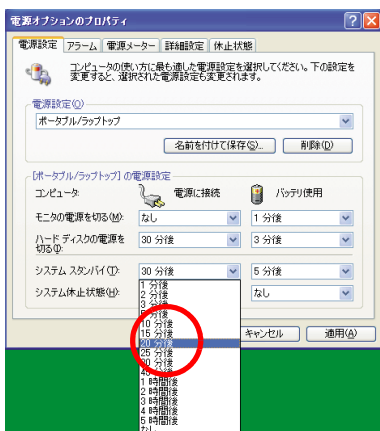 電源オプションのプロパティ
電源設定 アラーム 電源メーター 詳細設定 休止状態
コンピュータの使い方に最も適した電源設定を選択してください。下の設定を
変更すると、選択された電源設定も変更されます。
電源設定(O)
ポータブル/ラップトップ
名前を付けて保存(S)... 削除(D)
[ポータブル/ラップトップ] の電源設定
コンピュータ: 電源に接続 バッテリ使用
モニタの電源を切る(M): なし 1 分後
ハード ディスクの電源を
切る(I): 30 分後 3 分後
システム スタンバイ(T): 30 分後 5 分後
システム休止状態(H): なし
1 分後
2 分後
3 分後
5 分後
10 分後
15 分後
20 分後
25 分後
30 分後
45 分後
1 時間後
2 時間後
3 時間後
4 時間後
5 時間後
なし
キャンセル 適用(A)